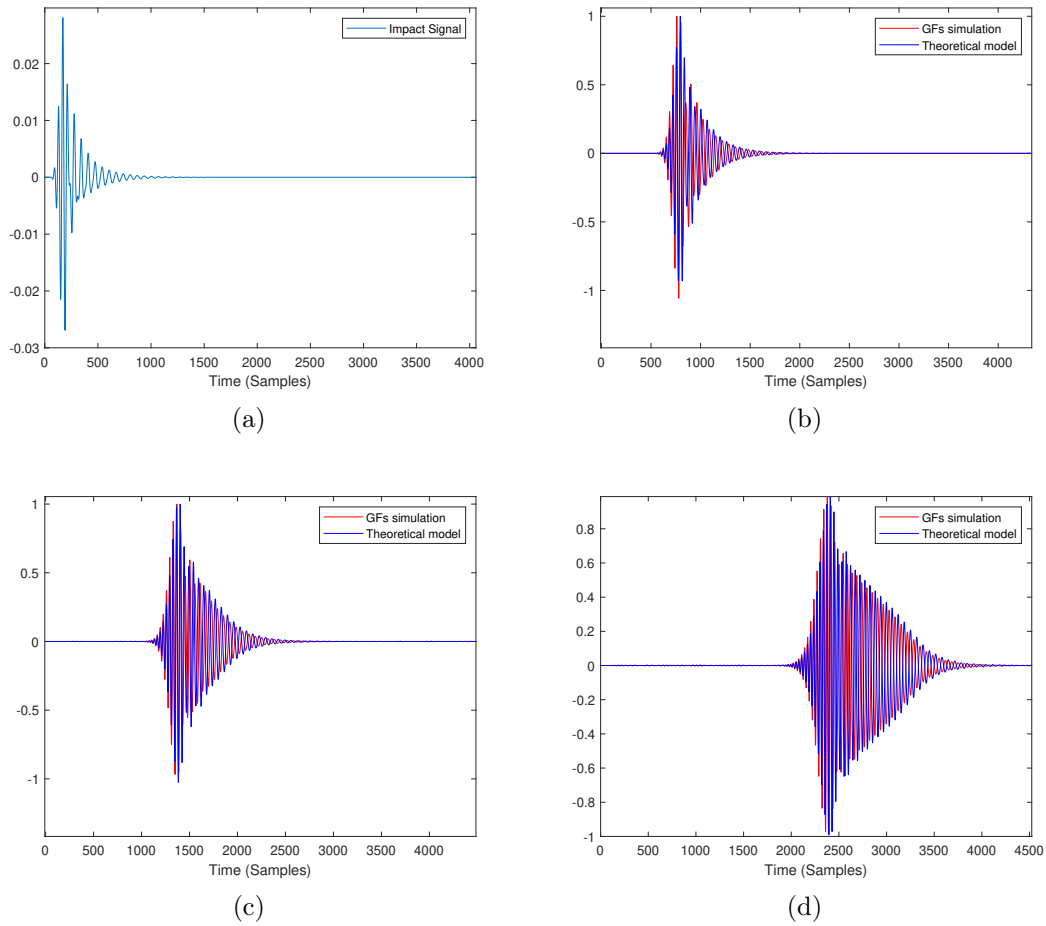 Impact Signal
0.02
0.01
0
-0.01
-0.02
-0.03
0 500 1000 1500 2000 2500 3000 3500 4000
Time (Samples)
(a)
GFs simulation
Theoretical model
1
0.5
0
-0.5
-1
0 500 1000 1500 2000 2500 3000 3500 4000
Time (Samples)
(b)
GFs simulation
Theoretical model
1
0.5
0
-0.5
-1
0 500 1000 1500 2000 2500 3000 3500 4000
Time (Samples)
(c)
GFs simulation
Theoretical model
0.8
0.6
0.4
0.2
0
-0.2
-0.4
-0.6
-0.8
-1
0 500 1000 1500 2000 2500 3000 3500 4000 4500
Time (Samples)
(d)